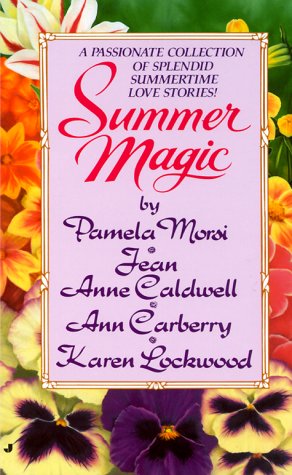 A PASSIONATE COLLECTION
OF SPLENDID
SUMMERTIME
LOVE STORIES!
Summer
Magic
by
Pamela Morsi
Jean
Anne Caldwell
Ann Carberry
Karen Lockwood
J